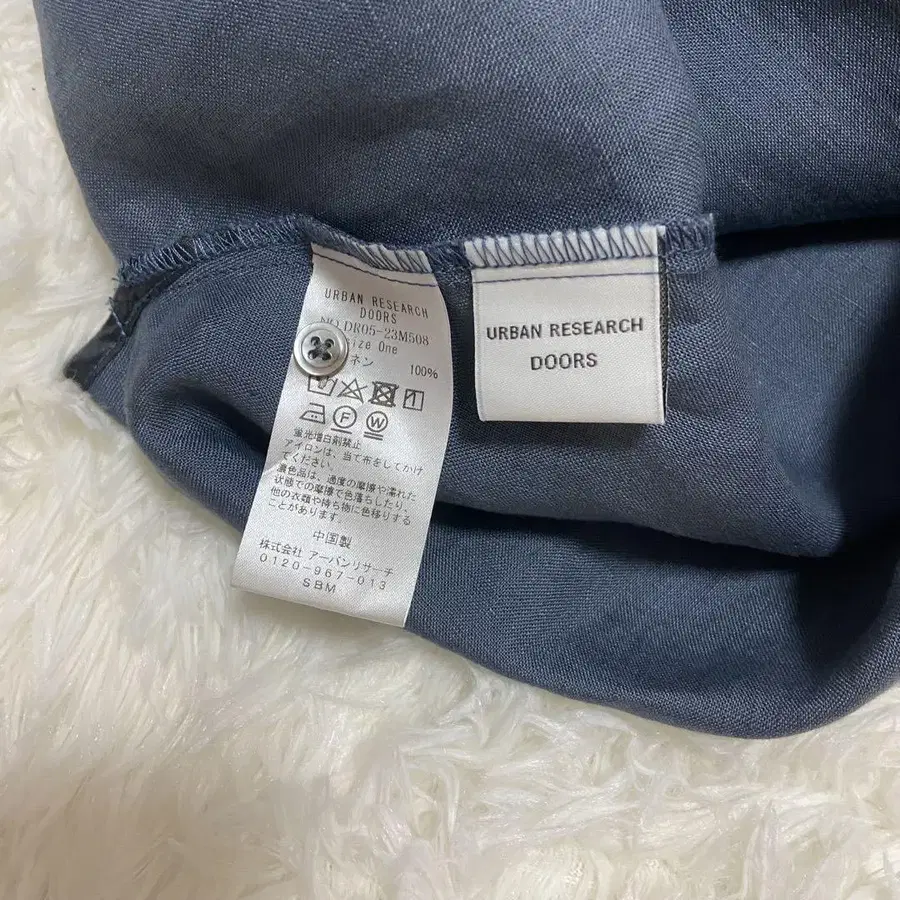 URBAN RESEARCH
DOORS
NO.DR05-23M508
size One
ネン 100%
F W
蛍光増白剤禁止
アイロンは、当て布をしてかけ
てください。
濃色品は、過度の摩擦や濡れた
状態での摩擦で色落ちしたり、
他の衣類や持ち物に色移りする
ことがあります。
中国製
株式会社 アーバンリサーチ
0120-967-013
SBM
URBAN RESEARCH
DOORS